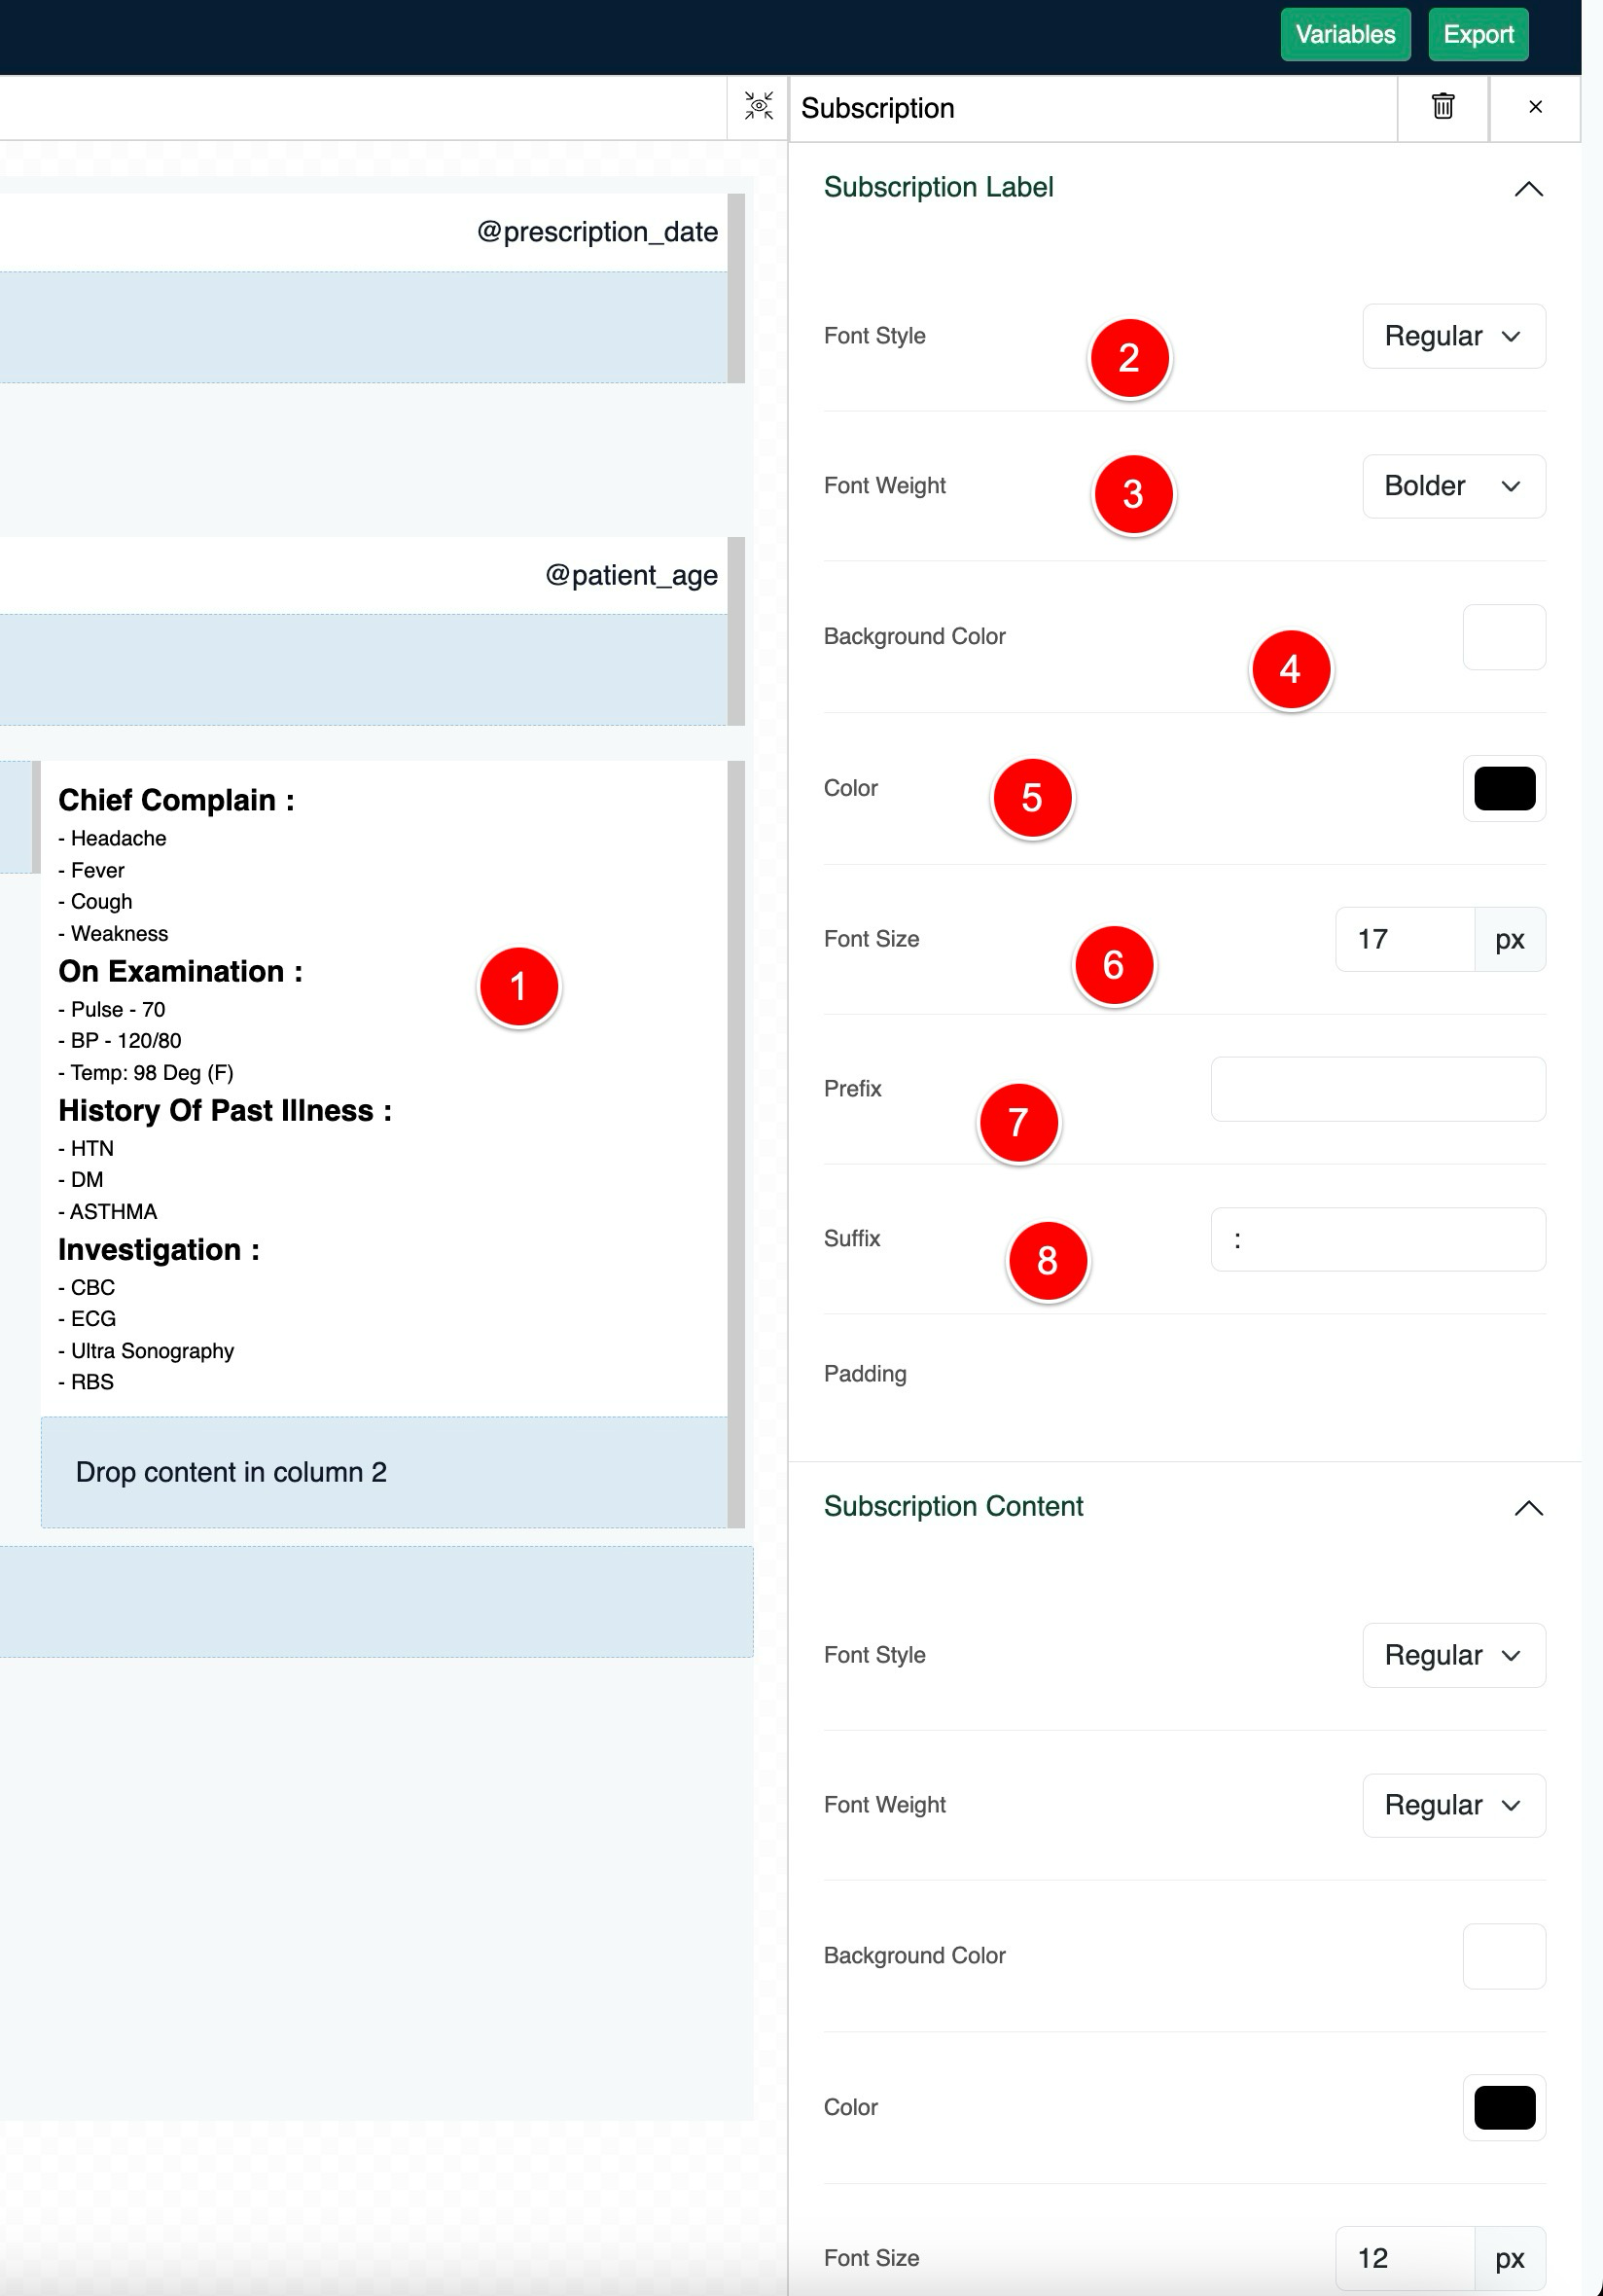 Variables Export
Subscription
@prescription_date
@patient_age
Chief Complain :
- Headache
- Fever
- Cough
- Weakness
On Examination :
- Pulse - 70
- BP - 120/80
- Temp: 98 Deg (F)
History Of Past Illness :
- HTN
- DM
- ASTHMA
Investigation :
- CBC
- ECG
- Ultra Sonography
- RBS
1
Drop content in column 2
Subscription Label
Font Style 2 Regular
Font Weight 3 Bolder
Background Color 4
Color 5
Font Size 6 17 px
Prefix 7
Suffix 8 :
Padding
Subscription Content
Font Style Regular
Font Weight Regular
Background Color
Color
Font Size 12 px